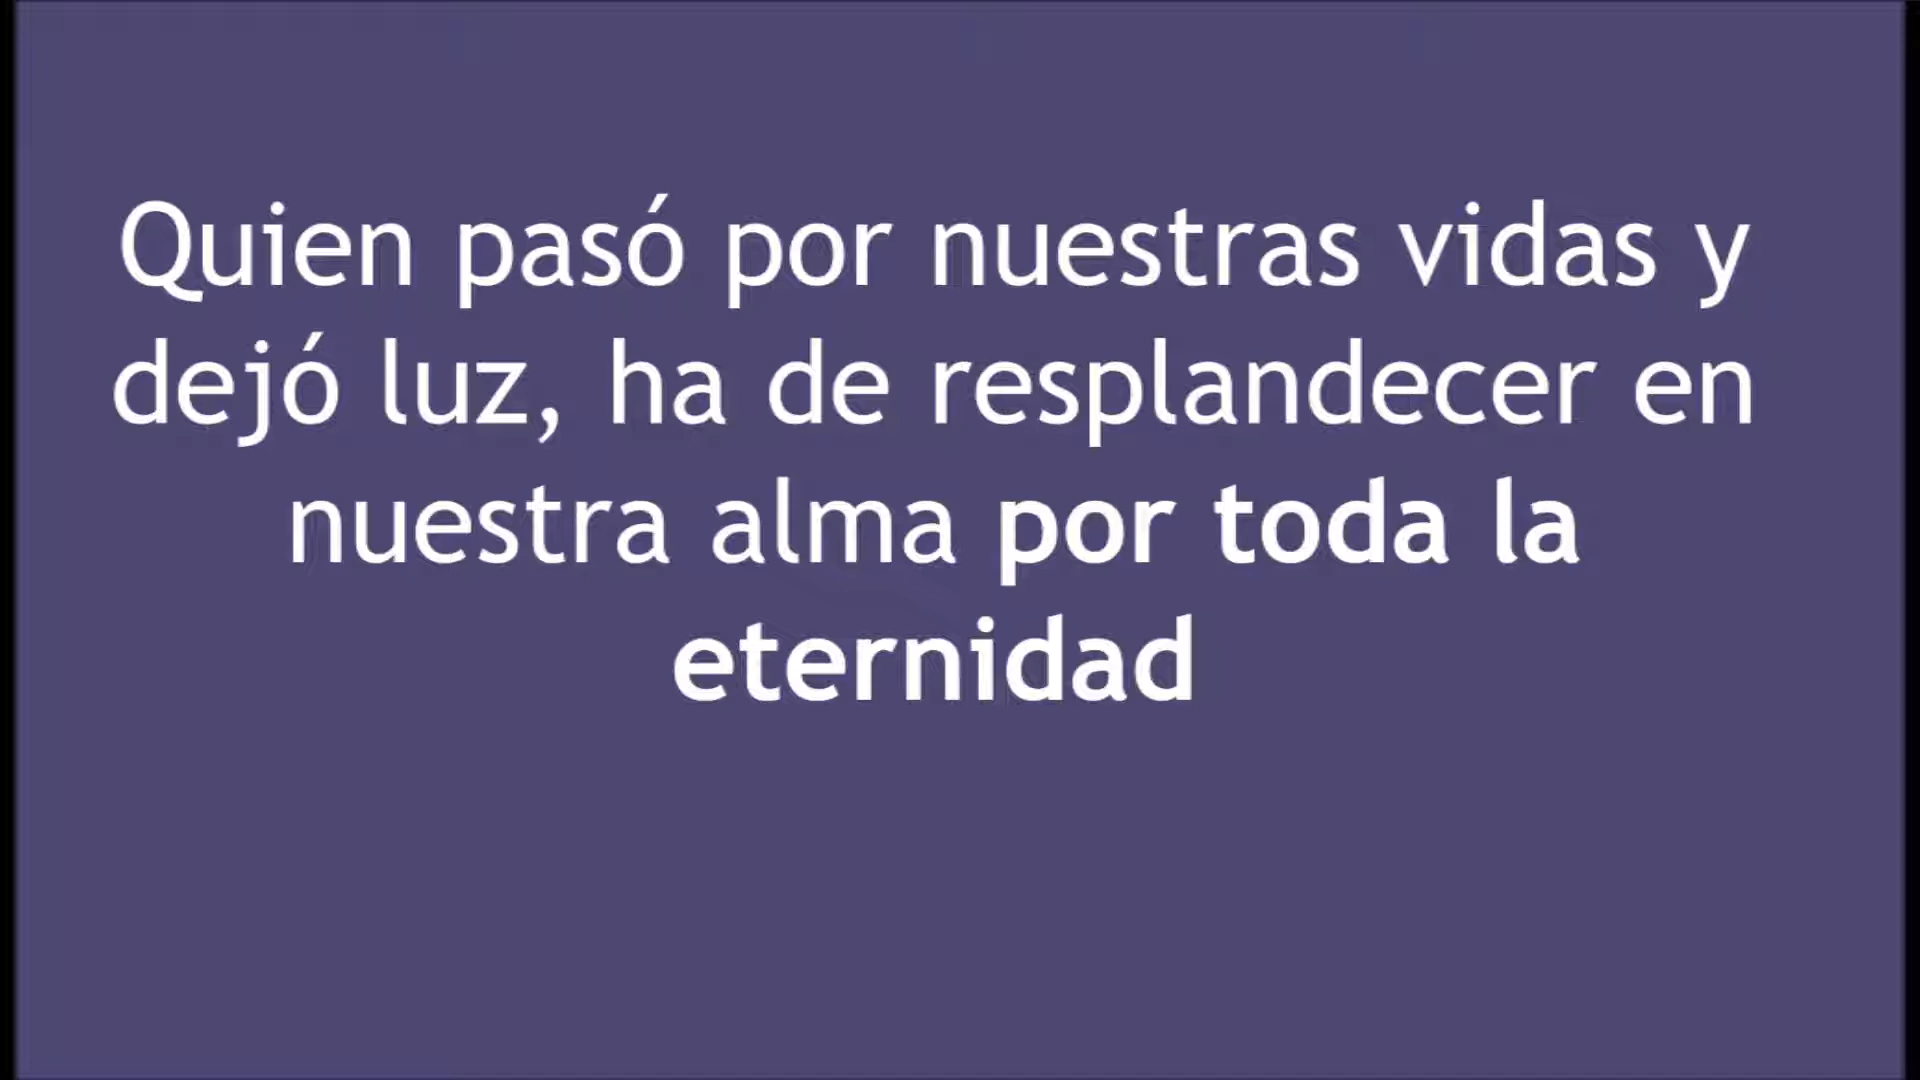 Quien pasó por nuestras vidas y
dejó luz, ha de resplandecer en
nuestra alma por toda la
eternidad